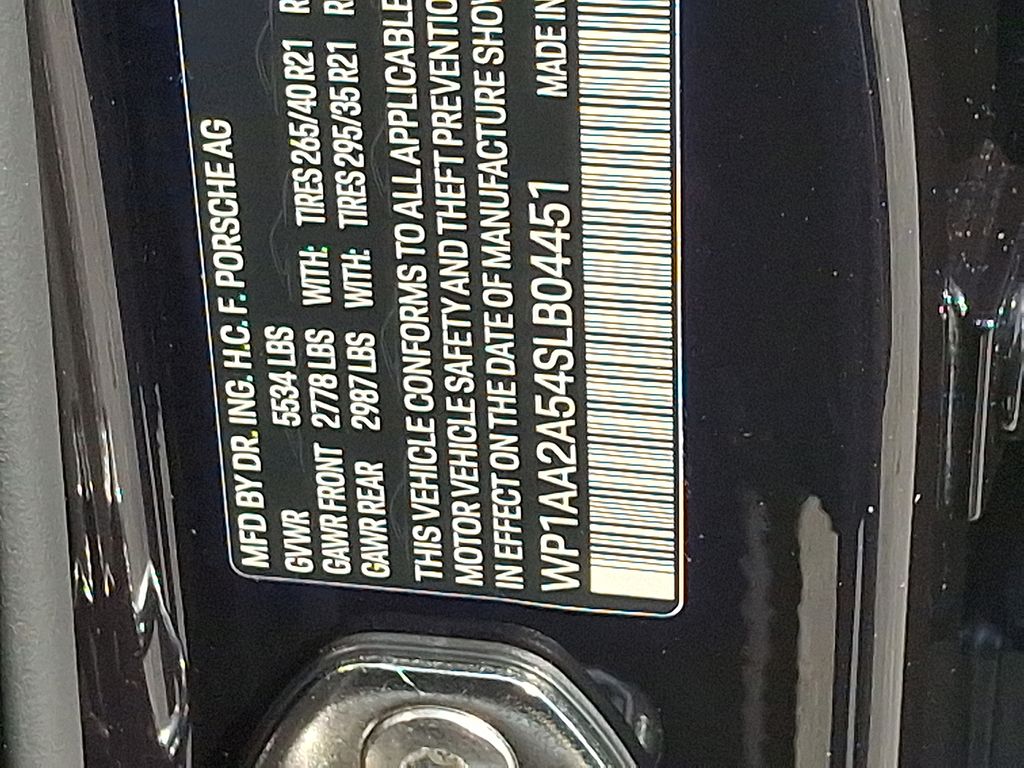 MFD BY DR. ING. H.C. F. PORSCHE AG
GVWR 5534 LBS
GAWR FRONT 2778 LBS WITH: TIRES 265/40 R21 R
GAWR REAR 2987 LBS WITH: TIRES 295/35 R21 R
THIS VEHICLE CONFORMS TO ALL APPLICABLE
MOTOR VEHICLE SAFETY AND THEFT PREVENTIO
IN EFFECT ON THE DATE OF MANUFACTURE SHOW
WP1AA2A54SLB04451 MADE IN